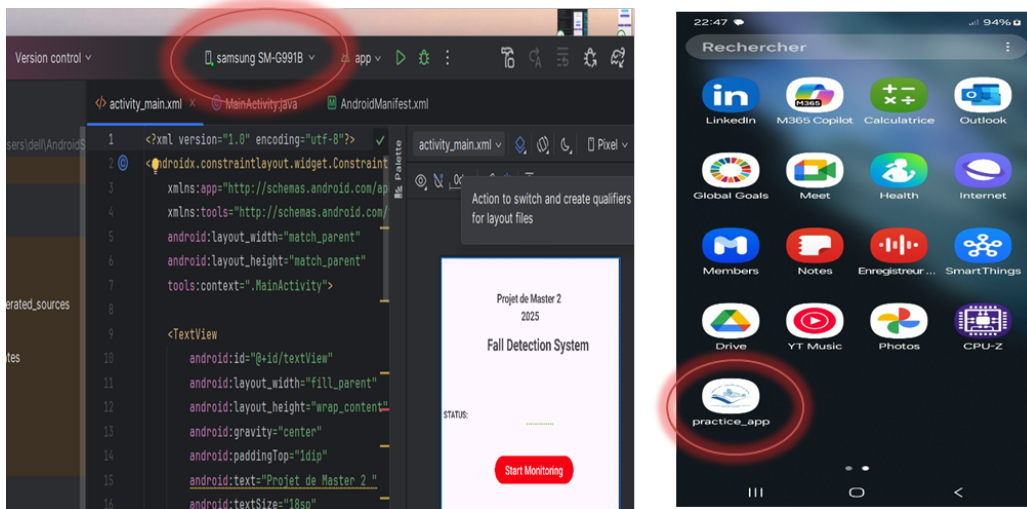 Version control
samsung SM-G991B
app
activity_main.xml
MainActivity.java
AndroidManifest.xml
sers\dell\AndroidS
erated_sources
tes
1 <?xml version="1.0" encoding="utf-8"?>
2 <androidx.constraintlayout.widget.Constraint
3 xmlns:app="http://schemas.android.com/ap
4 xmlns:tools="http://schemas.android.com/
5 android:layout_width="match_parent"
6 android:layout_height="match_parent"
7 tools:context=".MainActivity">
8
9 <TextView
10 android:id="@+id/textView"
11 android:layout_width="fill_parent"
12 android:layout_height="wrap_content"
13 android:gravity="center"
14 android:paddingTop="1dip"
15 android:text="Projet de Master 2 "
16 android:textSize="18sp"
Palette
activity_main.xml
Pixel
Action to switch and create qualifiers
for layout files
Projet de Master 2
2025
Fall Detection System
STATUS:
Start Monitoring
22:47
94%
Rechercher
in
M365
LinkedIn
M365 Copilot
Calculatrice
Outlook
Global Goals
Meet
Health
Internet
Members
Notes
Enregistreur ...
SmartThings
Drive
YT Music
Photos
CPU-Z
practice_app